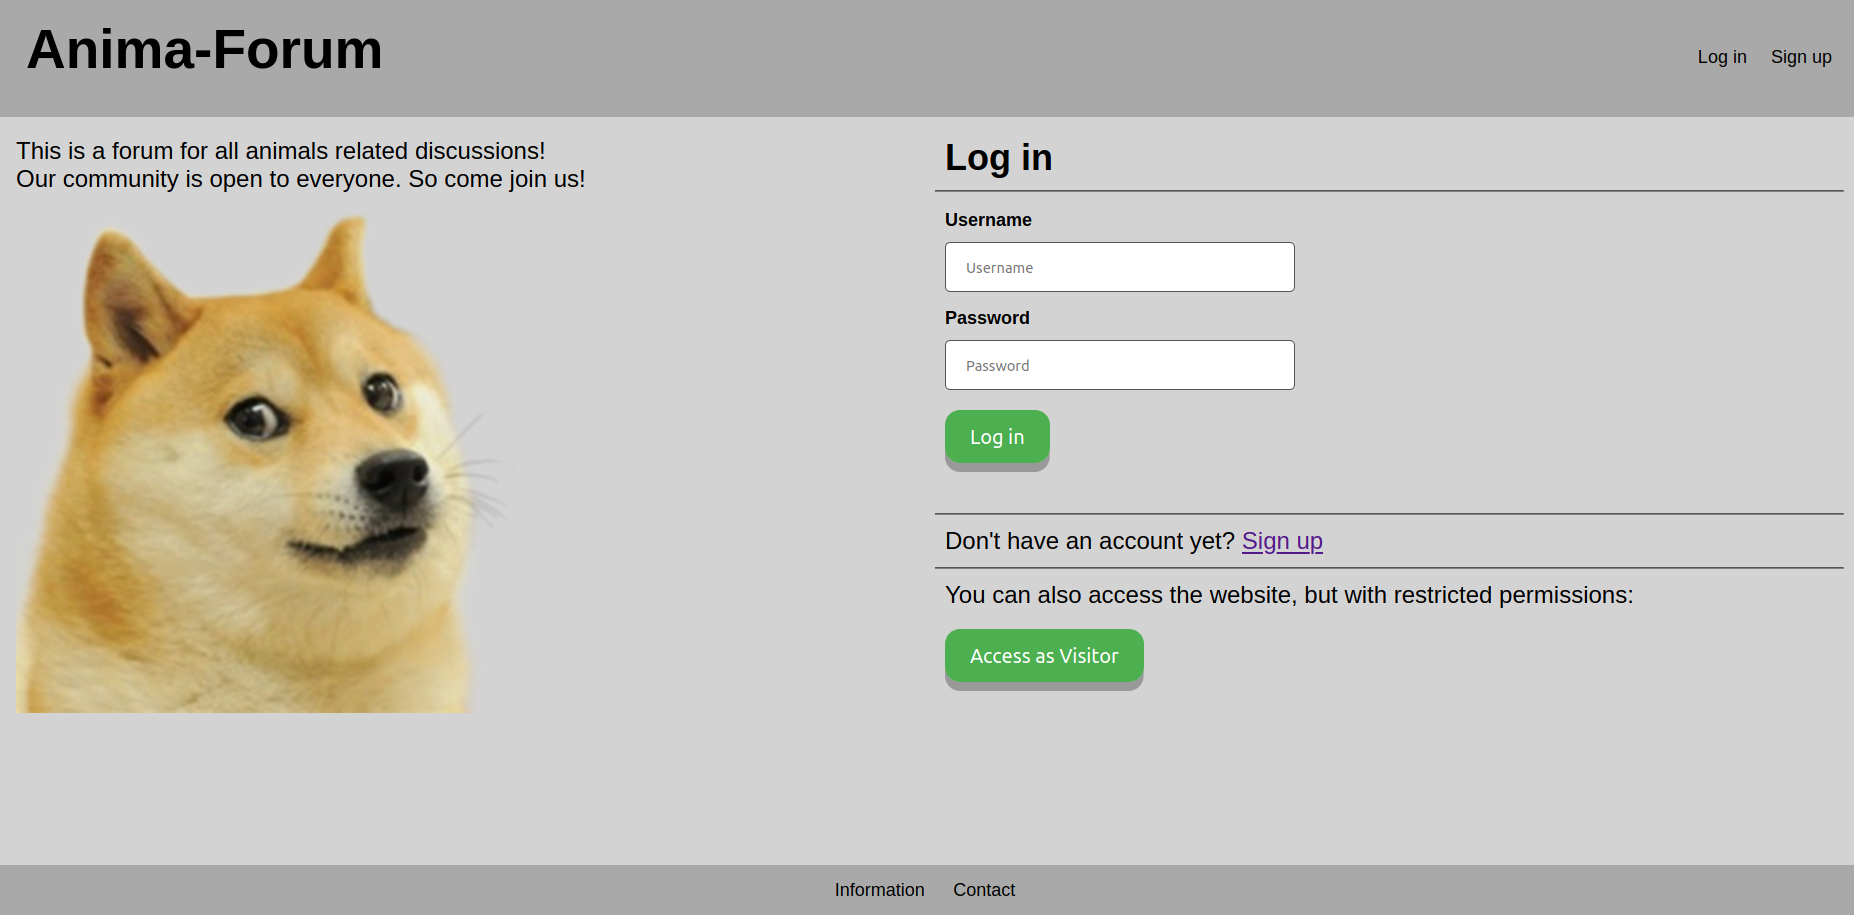 Anima-Forum
Log in
Sign up
This is a forum for all animals related discussions!
Our community is open to everyone. So come join us!
Log in
Username
Username
Password
Password
Log in
Don't have an account yet? Sign up
You can also access the website, but with restricted permissions:
Access as Visitor
Information
Contact